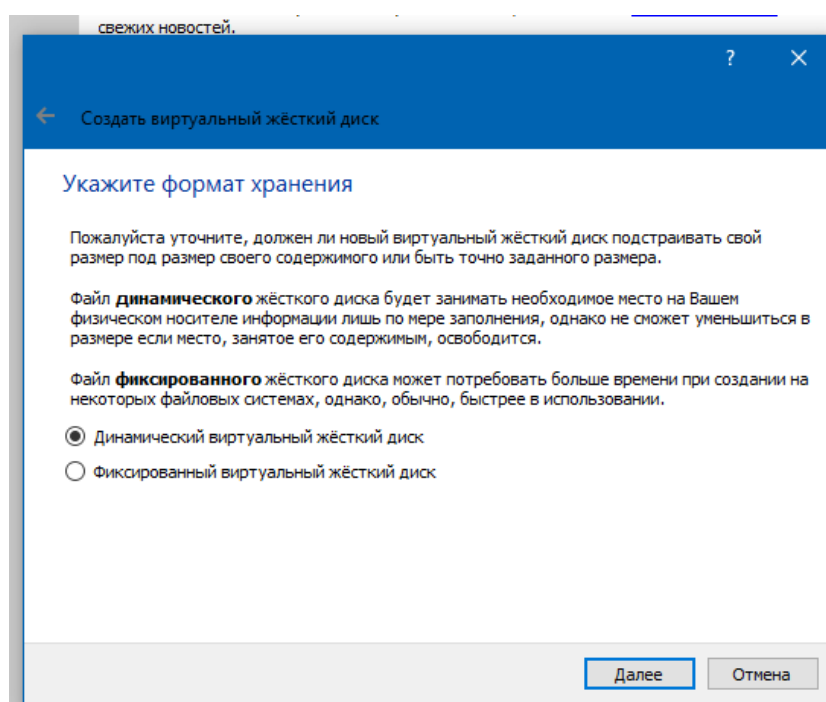 свежих новостей.
?
Создать виртуальный жёсткий диск
Укажите формат хранения
Пожалуйста уточните, должен ли новый виртуальный жёсткий диск подстраивать свой
размер под размер своего содержимого или быть точно заданного размера.
Файл динамического жёсткого диска будет занимать необходимое место на Вашем
физическом носителе информации лишь по мере заполнения, однако не сможет уменьшиться в
размере если место, занятое его содержимым, освободится.
Файл фиксированного жёсткого диска может потребовать больше времени при создании на
некоторых файловых системах, однако, обычно, быстрее в использовании.
Динамический виртуальный жёсткий диск
Фиксированный виртуальный жёсткий диск
Далее Отмена